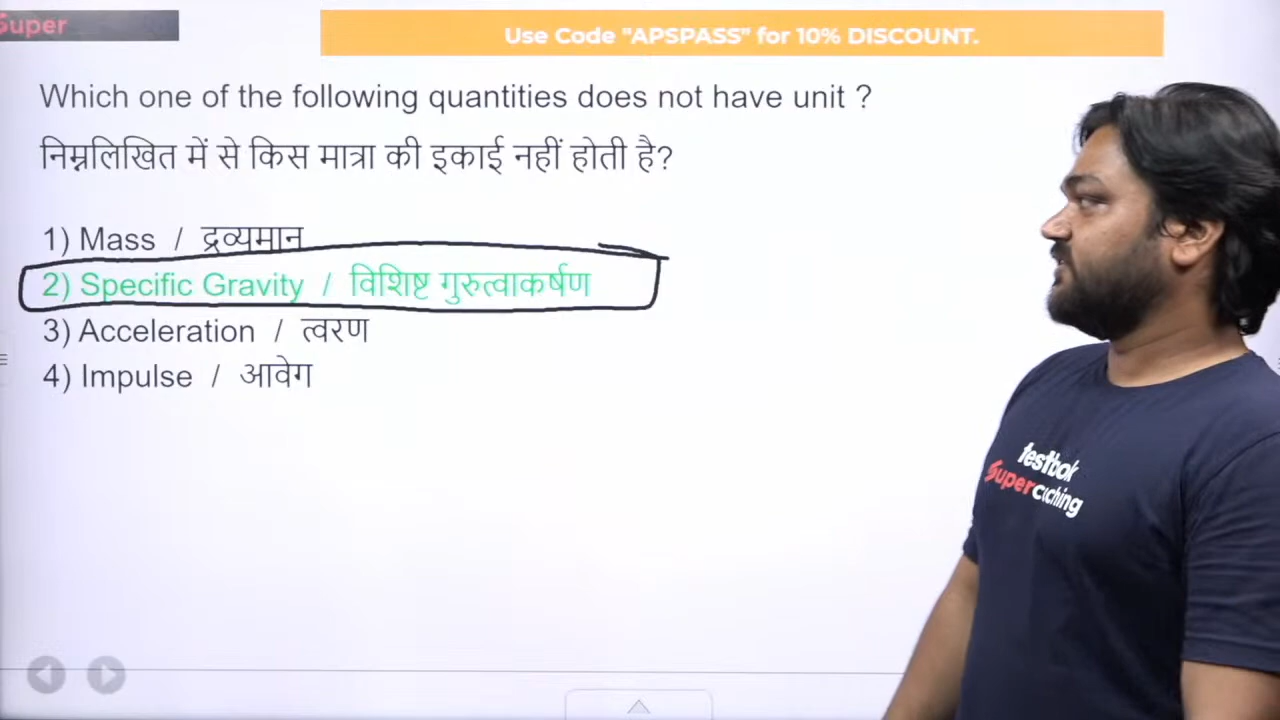 Super
Use Code "APSPASS" for 10% DISCOUNT.
Which one of the following quantities does not have unit ?
निम्नलिखित में से किस मात्रा की इकाई नहीं होती है?
1) Mass / द्रव्यमान
2) Specific Gravity / विशिष्ट गुरुत्वाकर्षण
3) Acceleration / त्वरण
4) Impulse / आवेग
testbook
Supercoaching